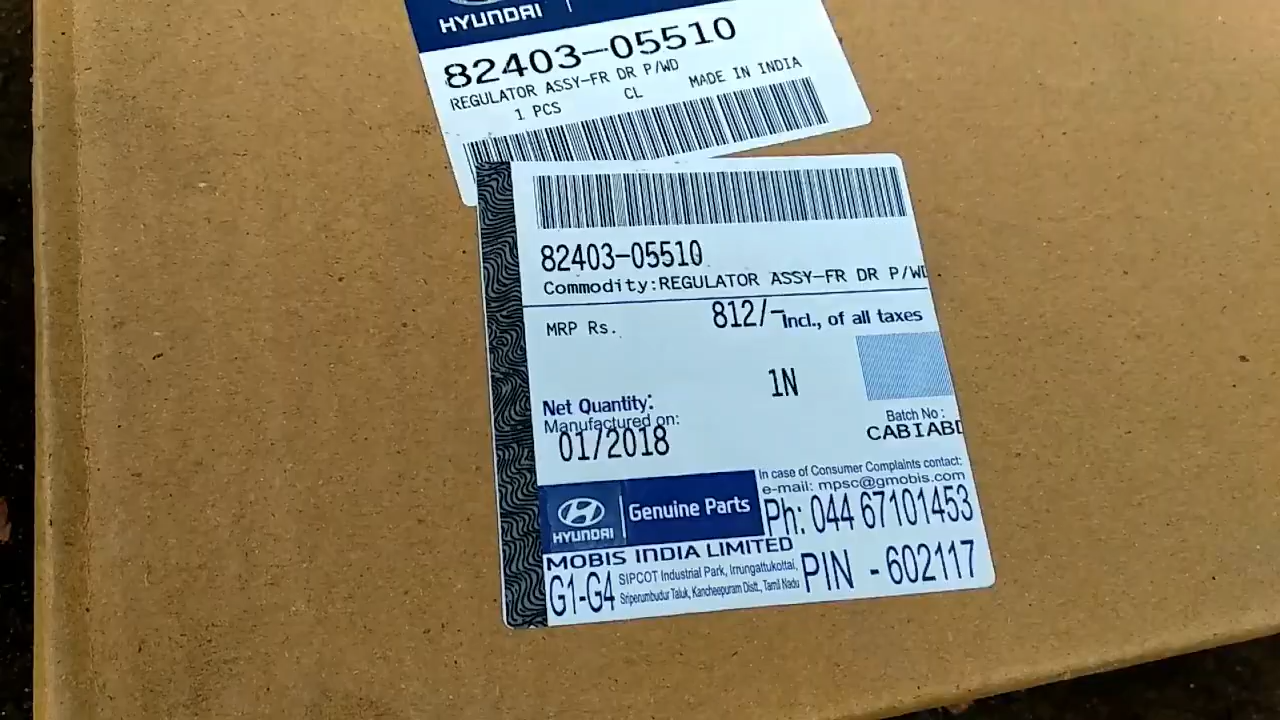 HYUNDAI
82403-05510
REGULATOR ASSY-FR DR P/WD
1 PCS CL MADE IN INDIA
82403-05510
Commodity:REGULATOR ASSY-FR DR P/WD
MRP Rs. 812/-Incl., of all taxes
Net Quantity: 1N
Manufactured on:
01/2018
Batch No :
CABIABD
In case of Consumer Complaints contact:
e-mail: mpsc@gmobis.com
Ph: 044 67101453
HYUNDAI Genuine Parts
MOBIS INDIA LIMITED
G1-G4 SIPCOT Industrial Park, Irrungattukottai,
Sriperumbudur Taluk, Kancheepuram Distt., Tamil Nadu
PIN - 602117